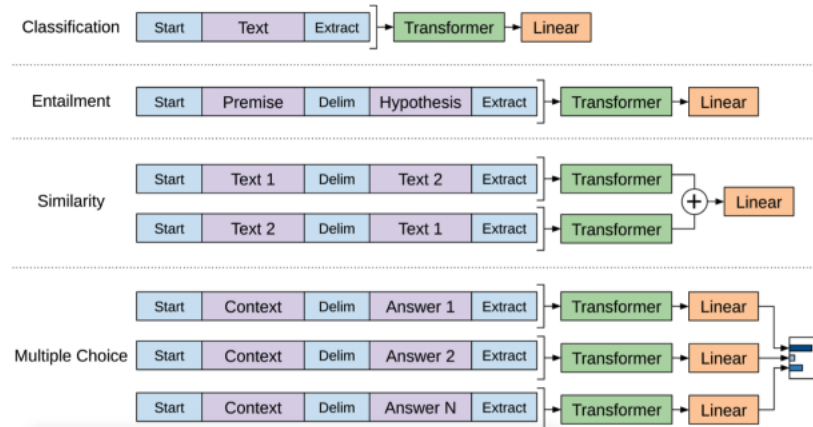 Classification Start Text Extract Transformer Linear
Entailment Start Premise Delim Hypothesis Extract Transformer Linear
Similarity
Start Text 1 Delim Text 2 Extract Transformer
+ Linear
Start Text 2 Delim Text 1 Extract Transformer
Multiple Choice
Start Context Delim Answer 1 Extract Transformer Linear
Start Context Delim Answer 2 Extract Transformer Linear
Start Context Delim Answer N Extract Transformer Linear